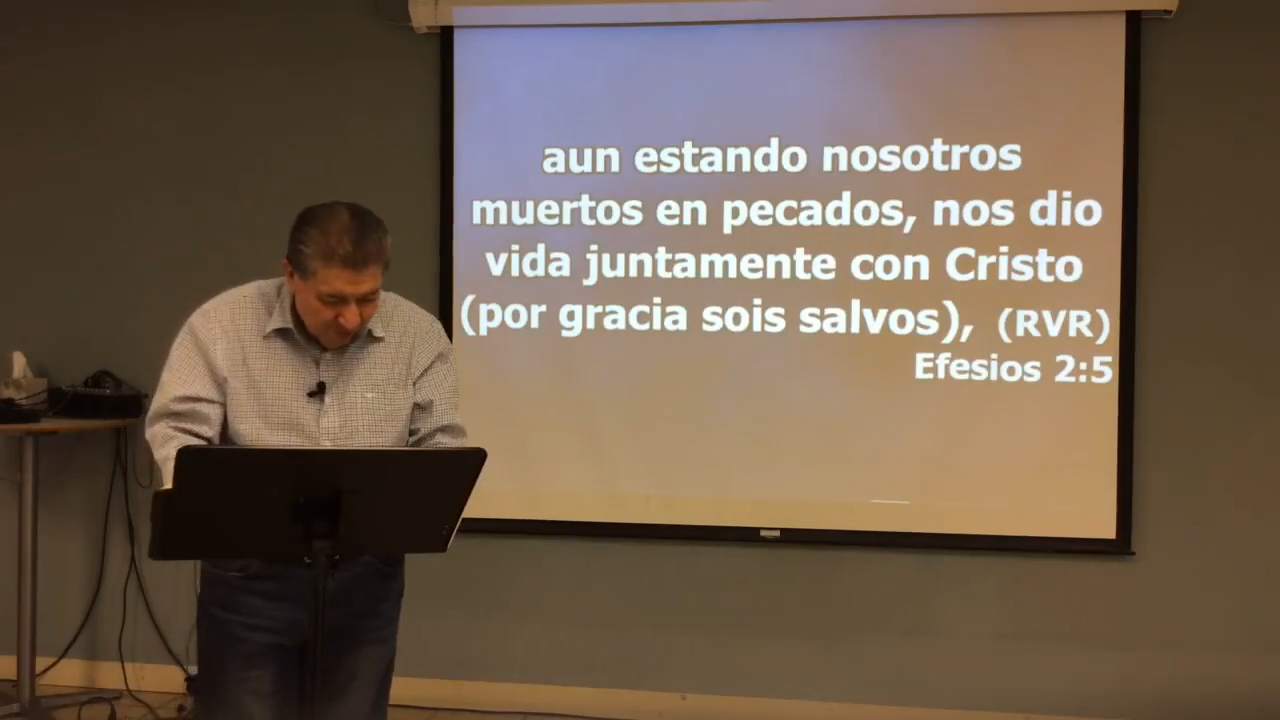 aun estando nosotros
muertos en pecados, nos dio
vida juntamente con Cristo
(por gracia sois salvos), (RVR)
Efesios 2:5